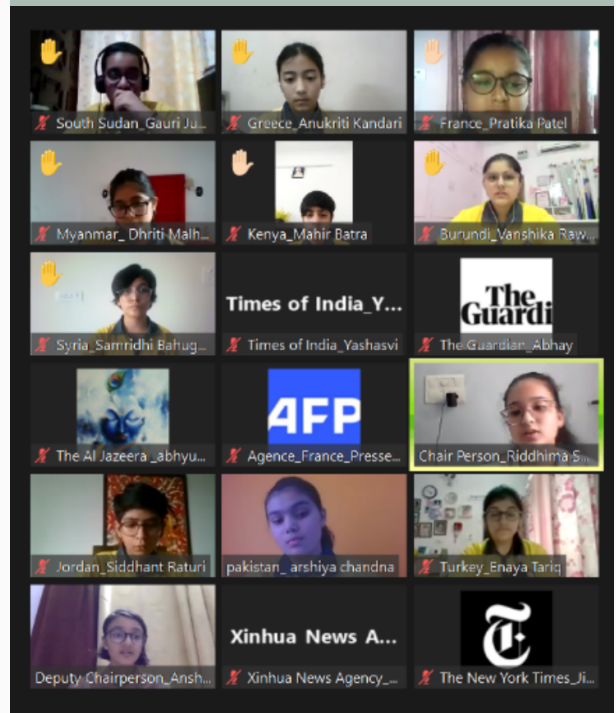 South Sudan_Gauri Ju...
Greece_Anukriti Kandari
France_Pratika Patel
Myanmar_ Dhriti Malh...
Kenya_Mahir Batra
Burundi_Vanshika Raw...
Syria_Samridhi Bahug...
Times of India_Y...
Times of India_Yashasvi
The
Guardi
The Guardian_Abhay
The Al Jazeera _abhyu...
AFP
Agence_France_Presse...
Chair Person_Riddhima S...
Jordan_Siddhant Raturi
pakistan_ arshiya chandna
Turkey_Enaya Tariq
Deputy Chairperson_Ansh...
Xinhua News A...
Xinhua News Agency_...
T
The New York Times_Ji...